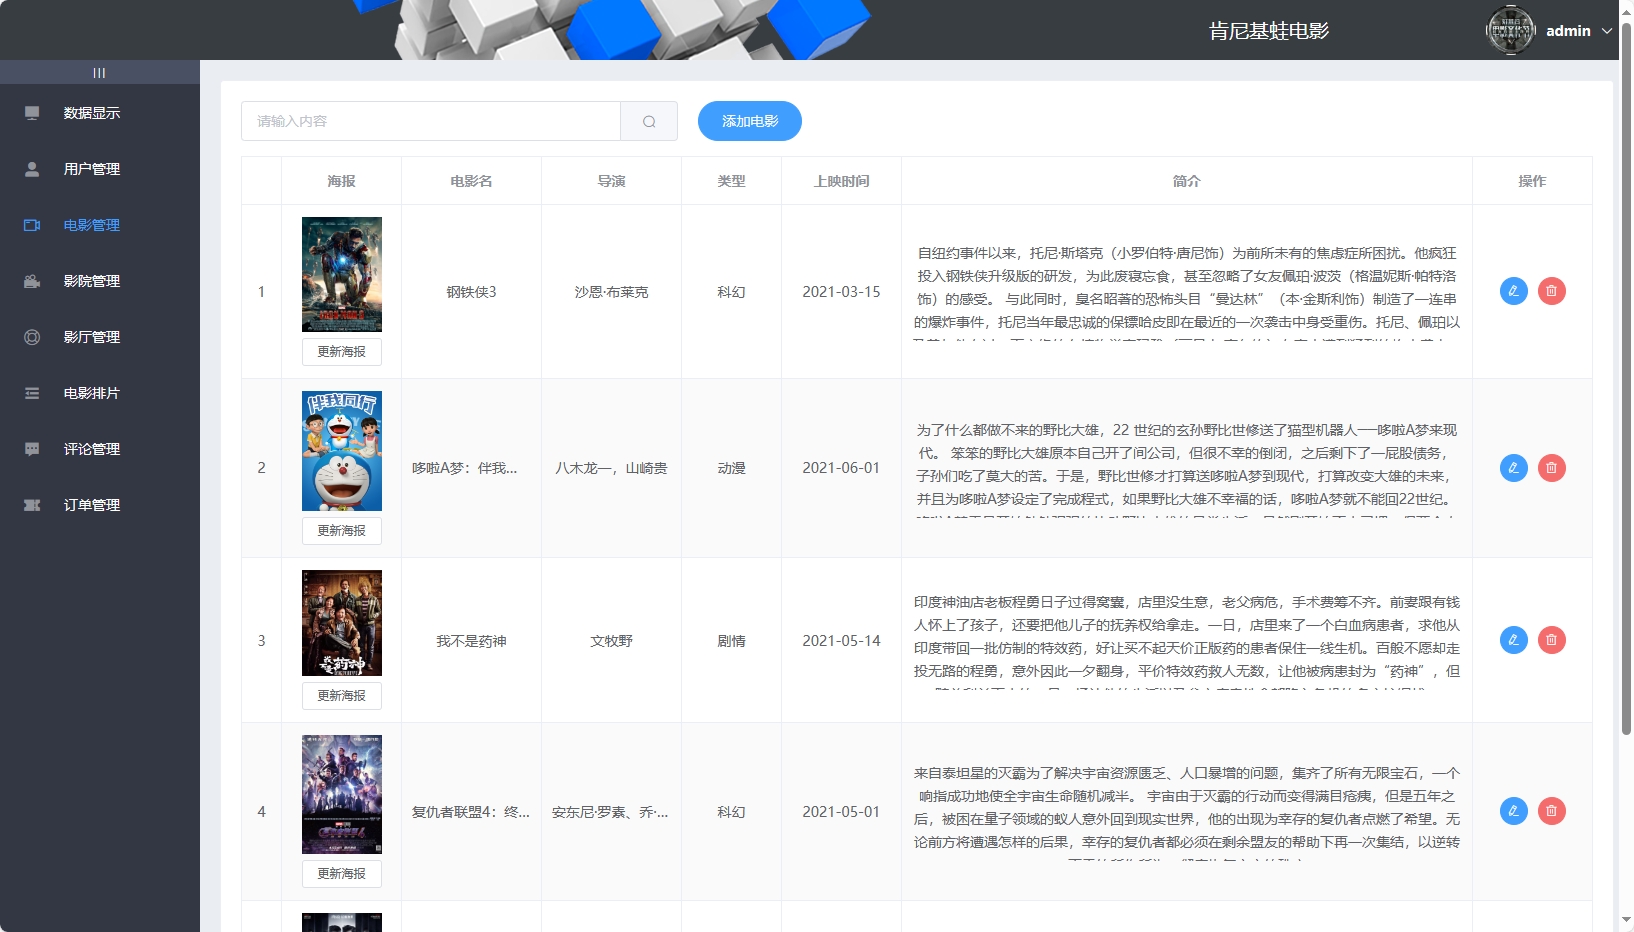 肯尼基蛙电影
admin
数据显示
用户管理
电影管理
影院管理
影厅管理
电影排片
评论管理
订单管理
请输入内容
添加电影
海报
电影名
导演
类型
上映时间
简介
操作
1
更新海报
钢铁侠3
沙恩·布莱克
科幻
2021-03-15
自纽约事件以来，托尼·斯塔克（小罗伯特·唐尼饰）为前所未有的焦虑症所困扰。他疯狂
投入钢铁侠升级版的研发，为此废寝忘食，甚至忽略了女友佩珀·波茨（格温妮斯·帕特洛
饰）的感受。 与此同时，臭名昭著的恐怖头目“曼达林”（本·金斯利饰）制造了一连串
的爆炸事件，托尼当年最忠诚的保镖哈皮即在最近的一次袭击中身受重伤。托尼、佩珀以
2
伴我同行
更新海报
哆啦A梦：伴我...
八木龙一，山崎贵
动漫
2021-06-01
为了什么都做不来的野比大雄，22 世纪的玄孙野比世修送了猫型机器人──哆啦A梦来现
代。 笨笨的野比大雄原本自己开了间公司，但很不幸的倒闭，之后剩下了一屁股债务，
子孙们吃了莫大的苦。于是，野比世修才打算送哆啦A梦到现代，打算改变大雄的未来，
并且为哆啦A梦设定了完成程式，如果野比大雄不幸福的话，哆啦A梦就不能回22世纪。
3
我不是药神
更新海报
我不是药神
文牧野
剧情
2021-05-14
印度神油店老板程勇日子过得窝囊，店里没生意，老父病危，手术费筹不齐。前妻跟有钱
人怀上了孩子，还要把他儿子的抚养权给拿走。一日，店里来了一个白血病患者，求他从
印度带回一批仿制的特效药，好让买不起天价正版药的患者保住一线生机。百般不愿却走
投无路的程勇，意外因此一夕翻身，平价特效药救人无数，让他被病患封为“药神”，但
4
更新海报
复仇者联盟4：终...
安东尼·罗素、乔·...
科幻
2021-05-01
来自泰坦星的灭霸为了解决宇宙资源匮乏、人口暴增的问题，集齐了所有无限宝石，一个
响指成功地使全宇宙生命随机减半。 宇宙由于灭霸的行动而变得满目疮痍，但是五年之
后，被困在量子领域的蚁人意外回到现实世界，他的出现为幸存的复仇者点燃了希望。无
论前方将遭遇怎样的后果，幸存的复仇者都必须在剩余盟友的帮助下再一次集结，以逆转